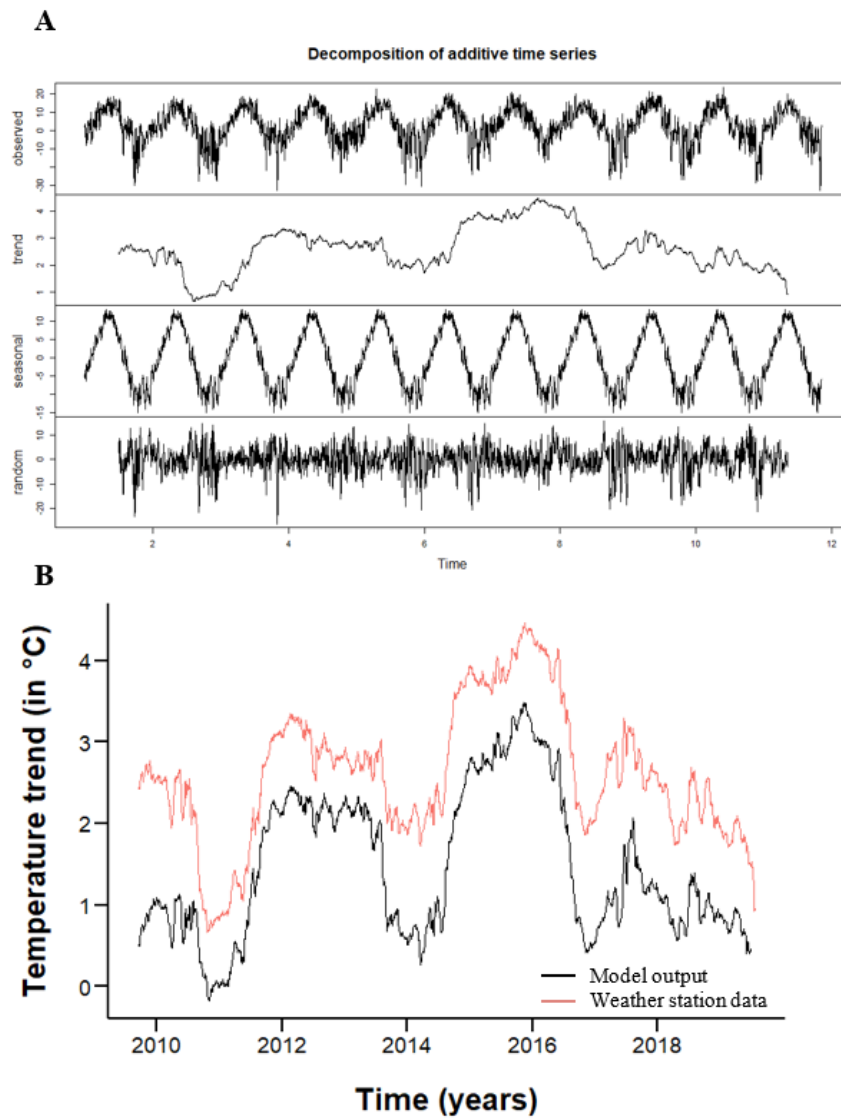 A
Decomposition of additive time series
observed
20
10
0
-10
-30
trend
4
3
2
1
seasonal
10
5
0
-5
-15
random
10
0
-10
-20
2 4 6 8 10 12
Time
B
Temperature trend (in °C)
4
3
2
1
0
Model output
Weather station data
2010 2012 2014 2016 2018
Time (years)